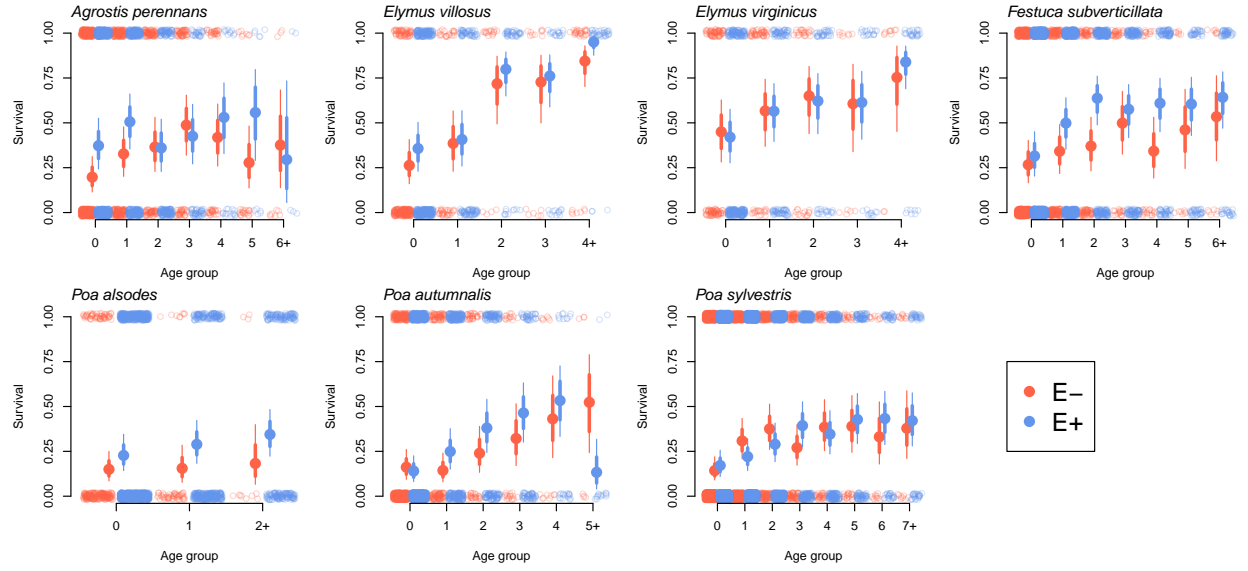 Agrostis perennans
Survival
1.00
0.75
0.50
0.25
0.00
0 1 2 3 4 5 6+
Age group
Elymus villosus
Survival
1.00
0.75
0.50
0.25
0.00
0 1 2 3 4+
Age group
Elymus virginicus
Survival
1.00
0.75
0.50
0.25
0.00
0 1 2 3 4+
Age group
Festuca subverticillata
Survival
1.00
0.75
0.50
0.25
0.00
0 1 2 3 4 5 6+
Age group
Poa alsodes
Survival
1.00
0.75
0.50
0.25
0.00
0 1 2+
Age group
Poa autumnalis
Survival
1.00
0.75
0.50
0.25
0.00
0 1 2 3 4 5+
Age group
Poa sylvestris
Survival
1.00
0.75
0.50
0.25
0.00
0 1 2 3 4 5 6 7+
Age group
E−
E+